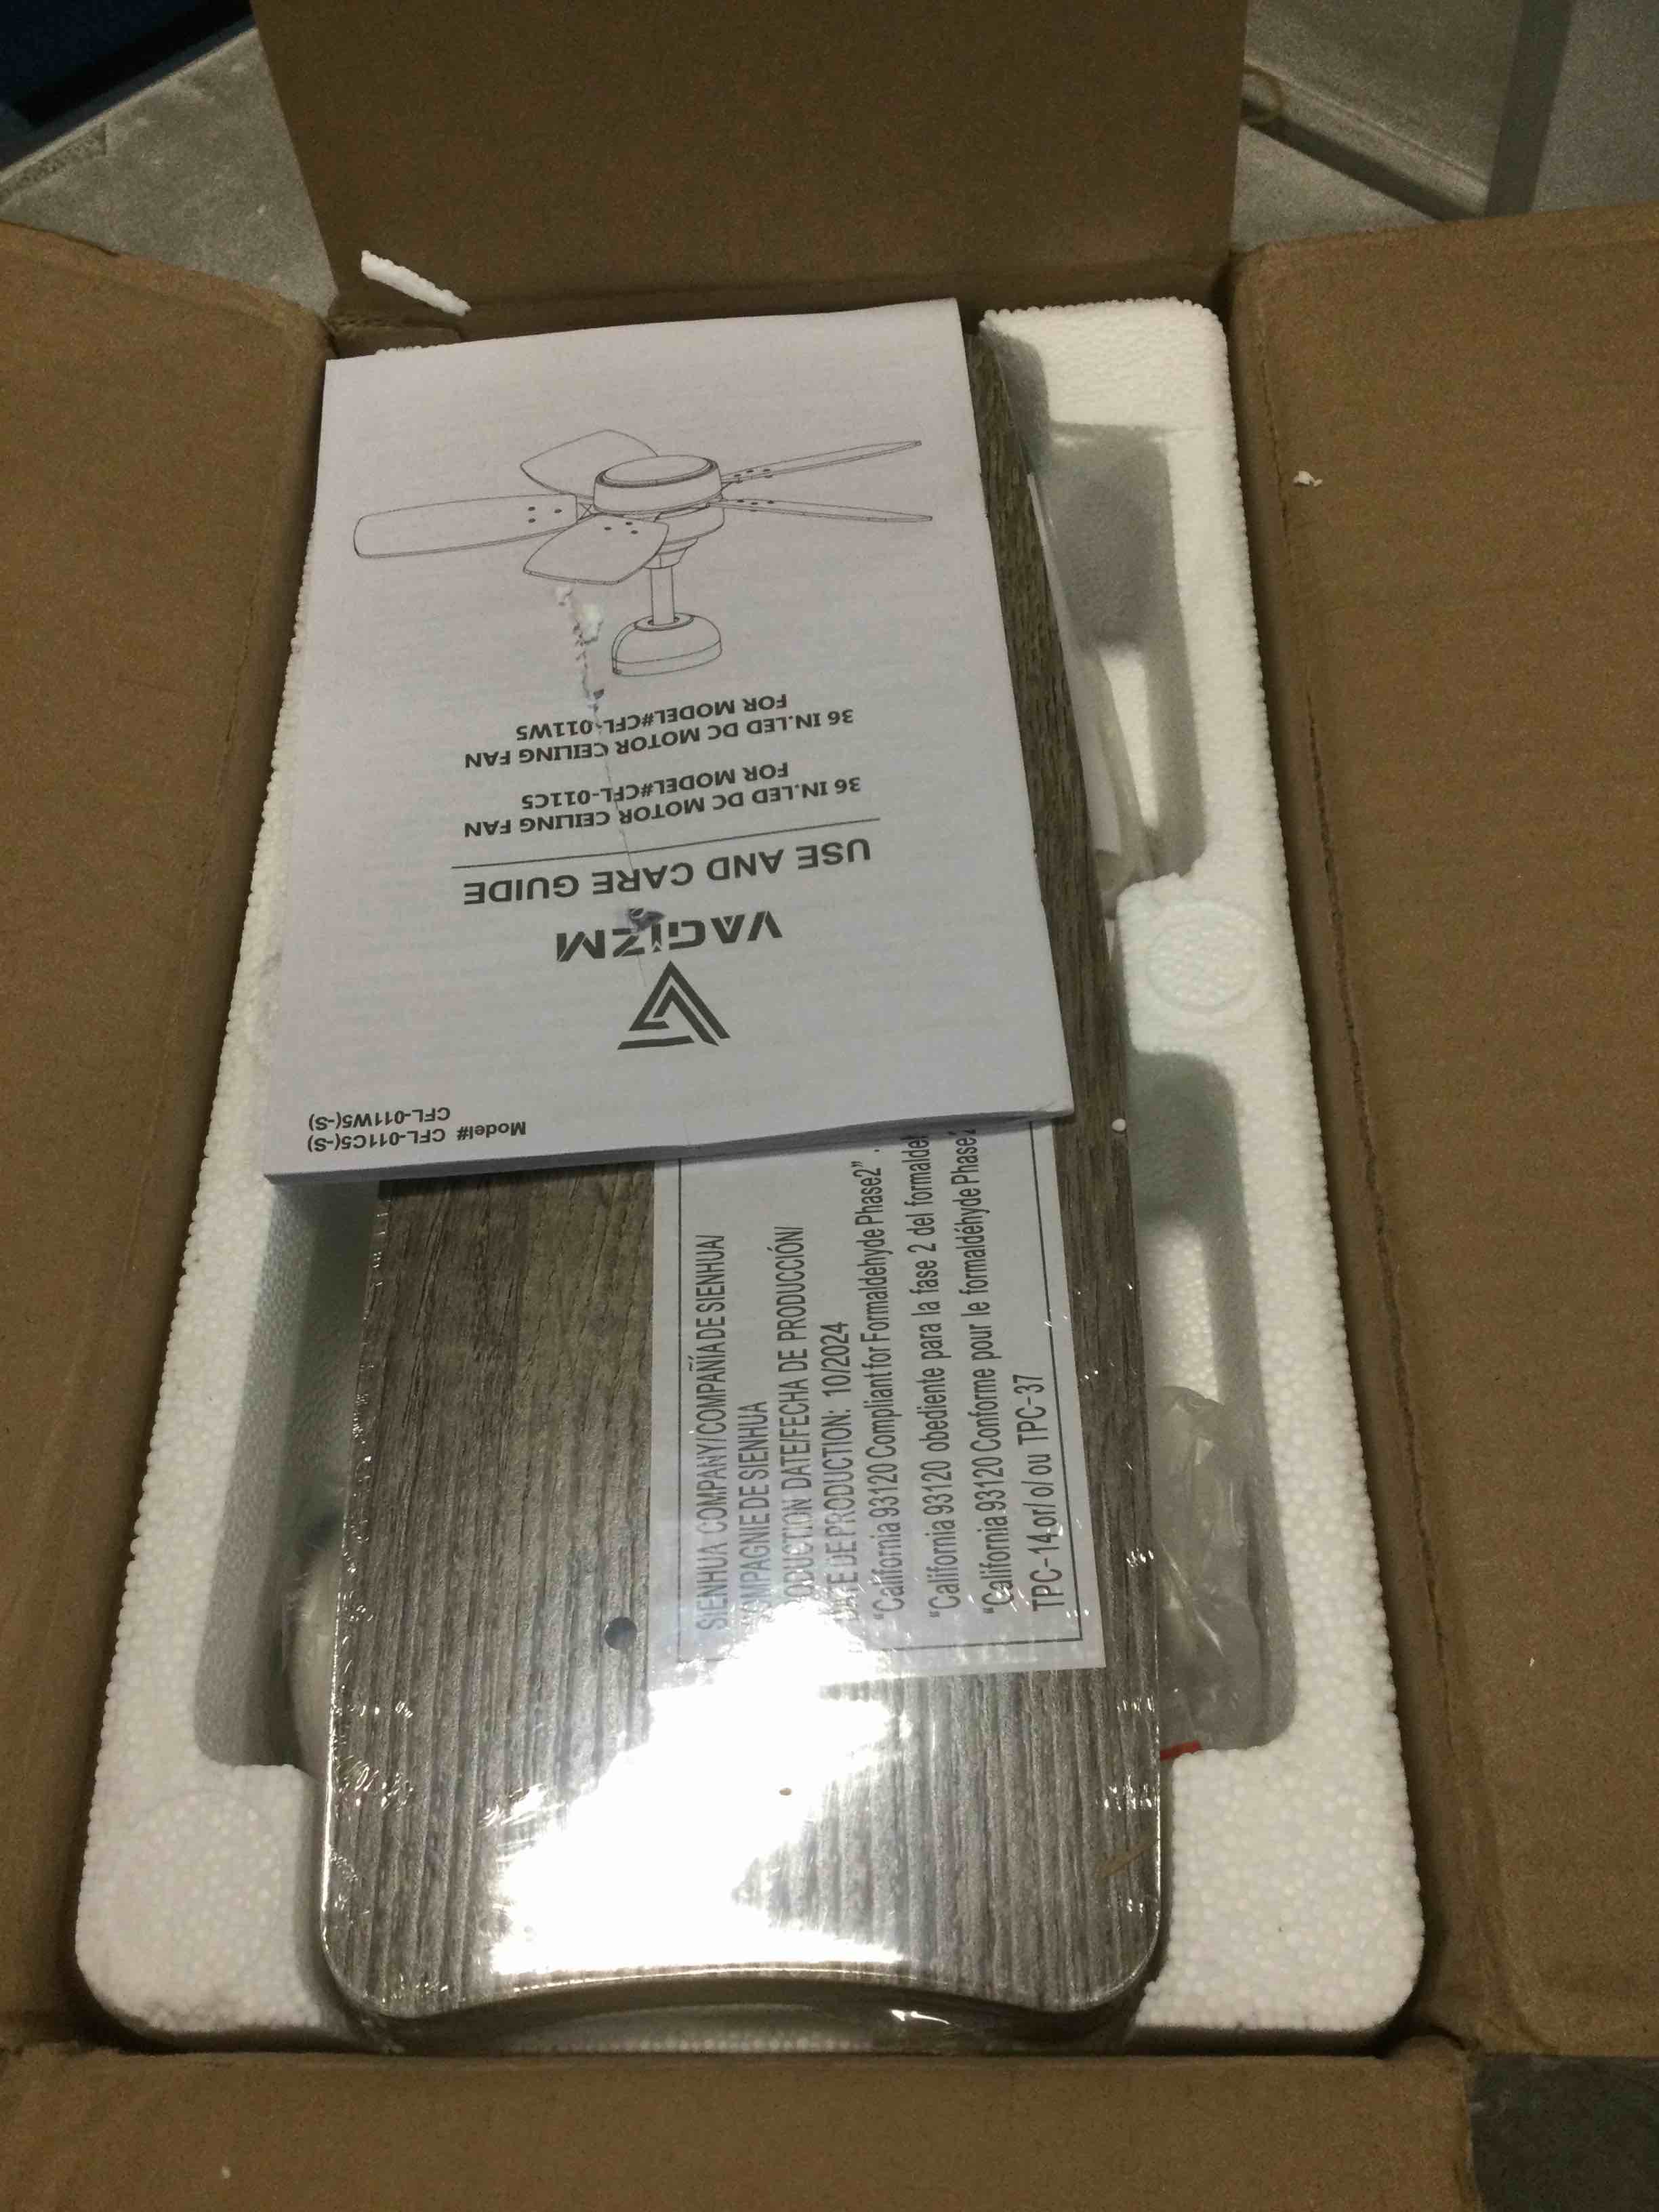 Model# CFL-011C5(-S)
CFL-011W5(-S)
VAGIZM
USE AND CARE GUIDE
36 IN.LED DC MOTOR CEILING FAN
FOR MODEL#CFL-011C5
36 IN.LED DC MOTOR CEILING FAN
FOR MODEL#CFL-011W5
SIENHUA COMPANY/COMPAÑÍA DE SIENHUA/
COMPAGNIE DE SIENHUA
PRODUCTION DATE/FECHA DE PRODUCCIÓN/
DATE DE PRODUCTION: 10/2024
"California 93120 Compliant for Formaldehyde Phase2".
"California 93120 obediente para la fase 2 del
"California 93120 Conforme pour le formaldéhyde Phase2
TPC-14 or/ o/ ou TPC-37